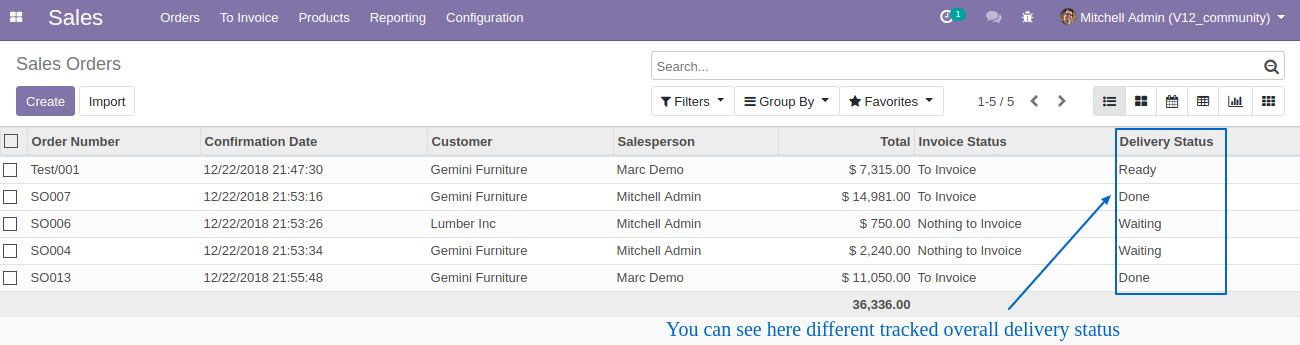 Sales Orders To Invoice Products Reporting Configuration 1 Mitchell Admin (V12_community)
Sales Orders Search...
Create Import Filters Group By Favorites 1-5 / 5
Order Number Confirmation Date Customer Salesperson Total Invoice Status Delivery Status
Test/001 12/22/2018 21:47:30 Gemini Furniture Marc Demo $ 7,315.00 To Invoice Ready
SO007 12/22/2018 21:53:16 Gemini Furniture Mitchell Admin $ 14,981.00 To Invoice Done
SO006 12/22/2018 21:53:26 Lumber Inc Mitchell Admin $ 750.00 Nothing to Invoice Waiting
SO004 12/22/2018 21:53:34 Gemini Furniture Mitchell Admin $ 2,240.00 Nothing to Invoice Waiting
SO013 12/22/2018 21:55:48 Gemini Furniture Marc Demo $ 11,050.00 To Invoice Done
36,336.00
You can see here different tracked overall delivery status